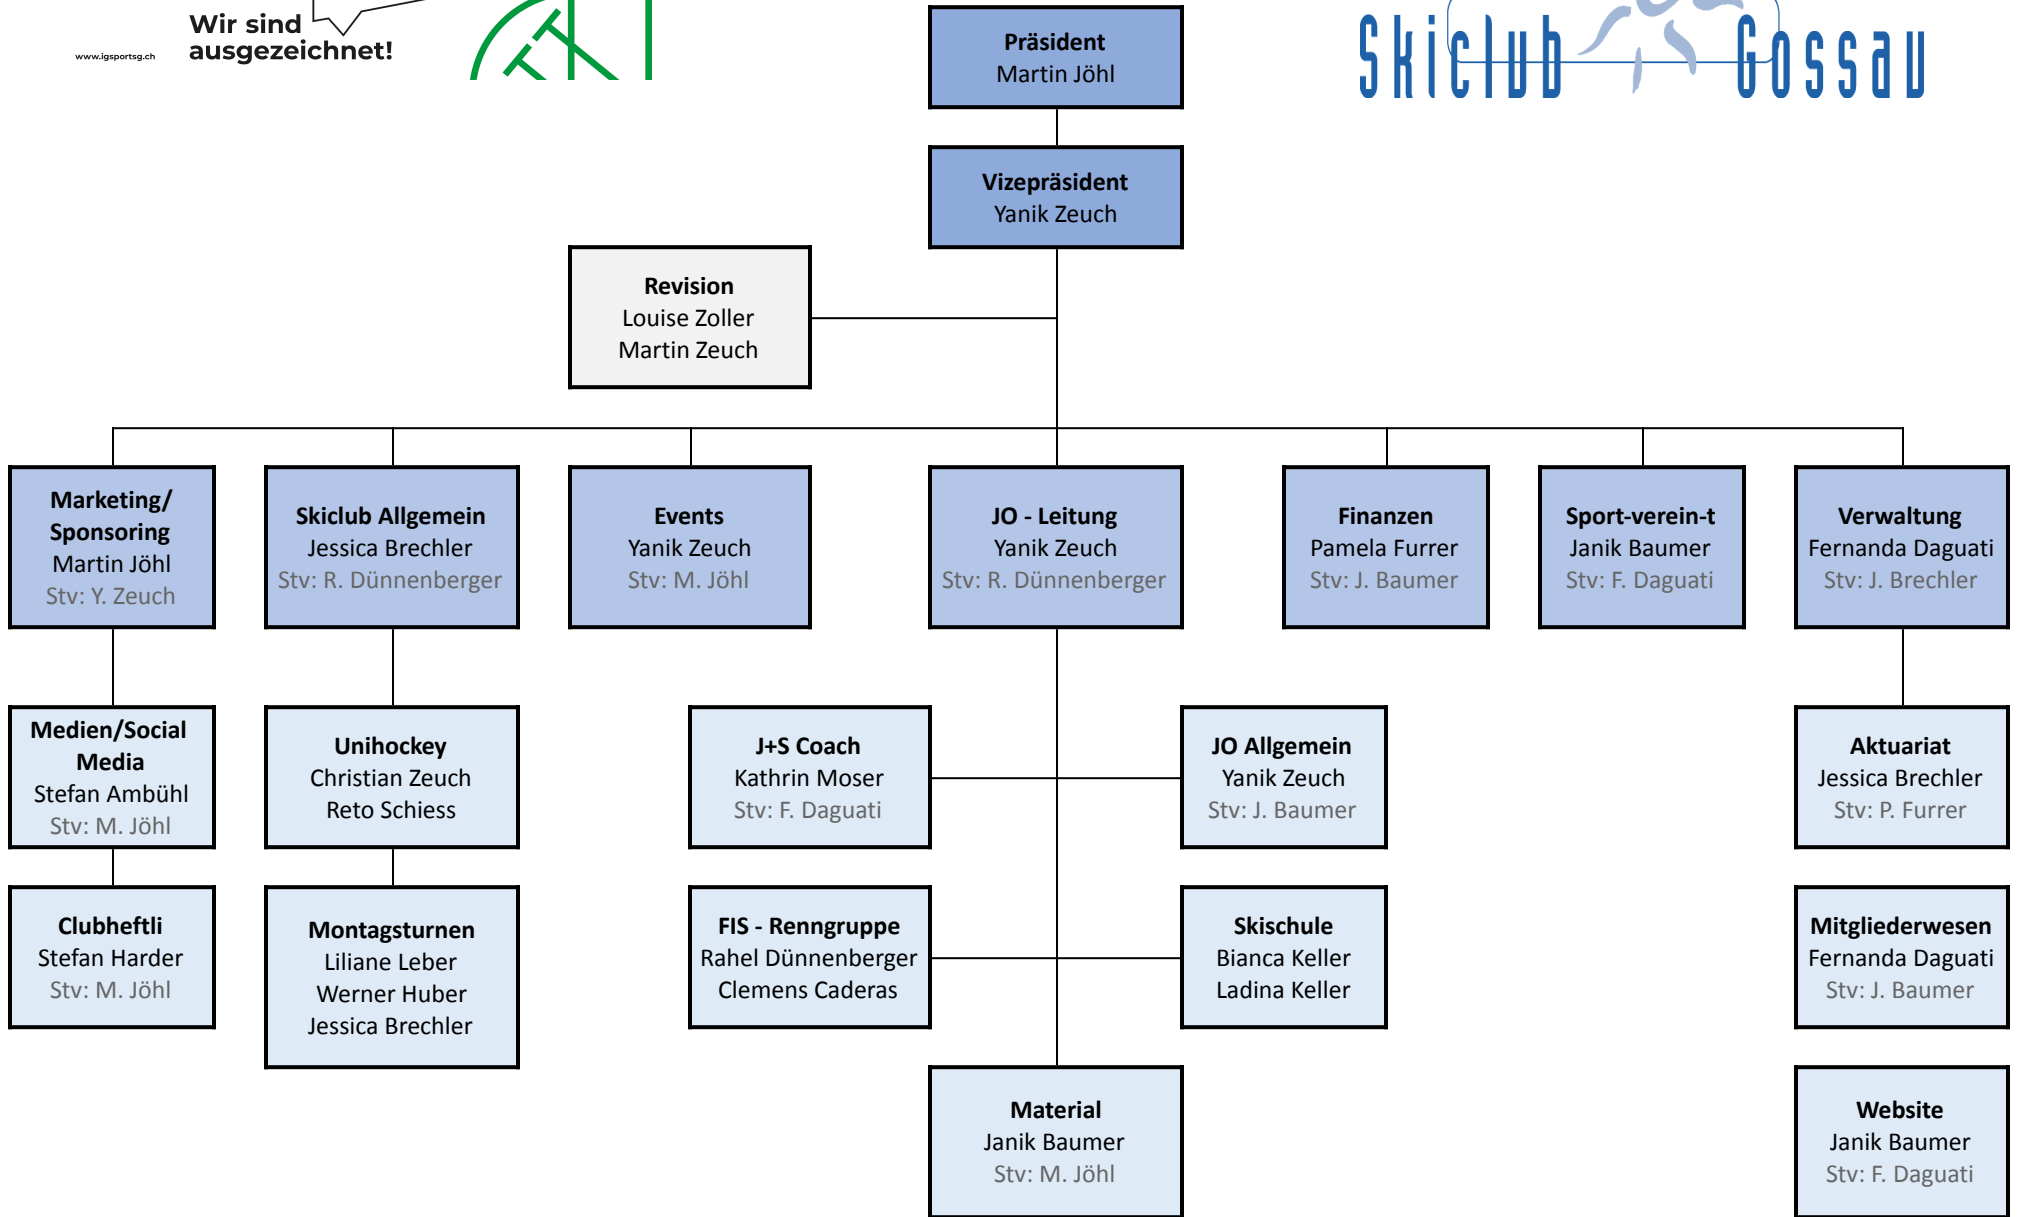 www.igsportsg.ch
Wir sind
ausgezeichnet!
Skiclub Gossau
Präsident
Martin Jöhl
Vizepräsident
Yanik Zeuch
Revision
Louise Zoller
Martin Zeuch
Marketing/
Sponsoring
Martin Jöhl
Stv: Y. Zeuch
Skiclub Allgemein
Jessica Brechler
Stv: R. Dünnenberger
Events
Yanik Zeuch
Stv: M. Jöhl
JO - Leitung
Yanik Zeuch
Stv: R. Dünnenberger
Finanzen
Pamela Furrer
Stv: J. Baumer
Sport-verein-t
Janik Baumer
Stv: F. Daguati
Verwaltung
Fernanda Daguati
Stv: J. Brechler
Medien/Social
Media
Stefan Ambühl
Stv: M. Jöhl
Unihockey
Christian Zeuch
Reto Schiess
J+S Coach
Kathrin Moser
Stv: F. Daguati
JO Allgemein
Yanik Zeuch
Stv: J. Baumer
Aktuariat
Jessica Brechler
Stv: P. Furrer
Clubheftli
Stefan Harder
Stv: M. Jöhl
Montagsturnen
Liliane Leber
Werner Huber
Jessica Brechler
FIS - Renngruppe
Rahel Dünnenberger
Clemens Caderas
Skischule
Bianca Keller
Ladina Keller
Mitgliederwesen
Fernanda Daguati
Stv: J. Baumer
Material
Janik Baumer
Stv: M. Jöhl
Website
Janik Baumer
Stv: F. Daguati